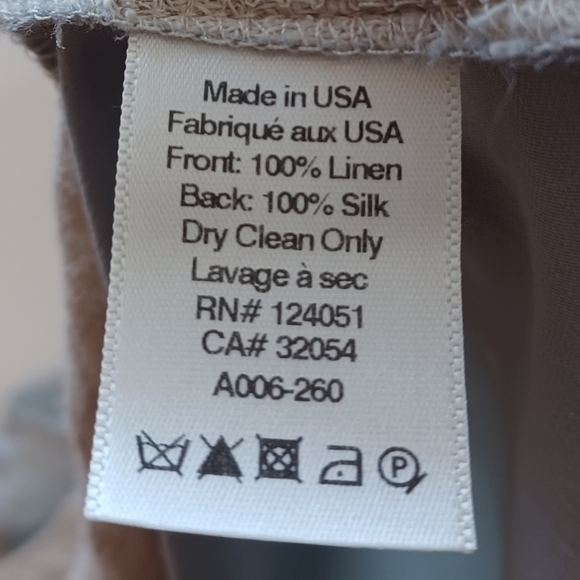 Made in USA
Fabriqué aux USA
Front: 100% Linen
Back: 100% Silk
Dry Clean Only
Lavage à sec
RN# 124051
CA# 32054
A006-260
P